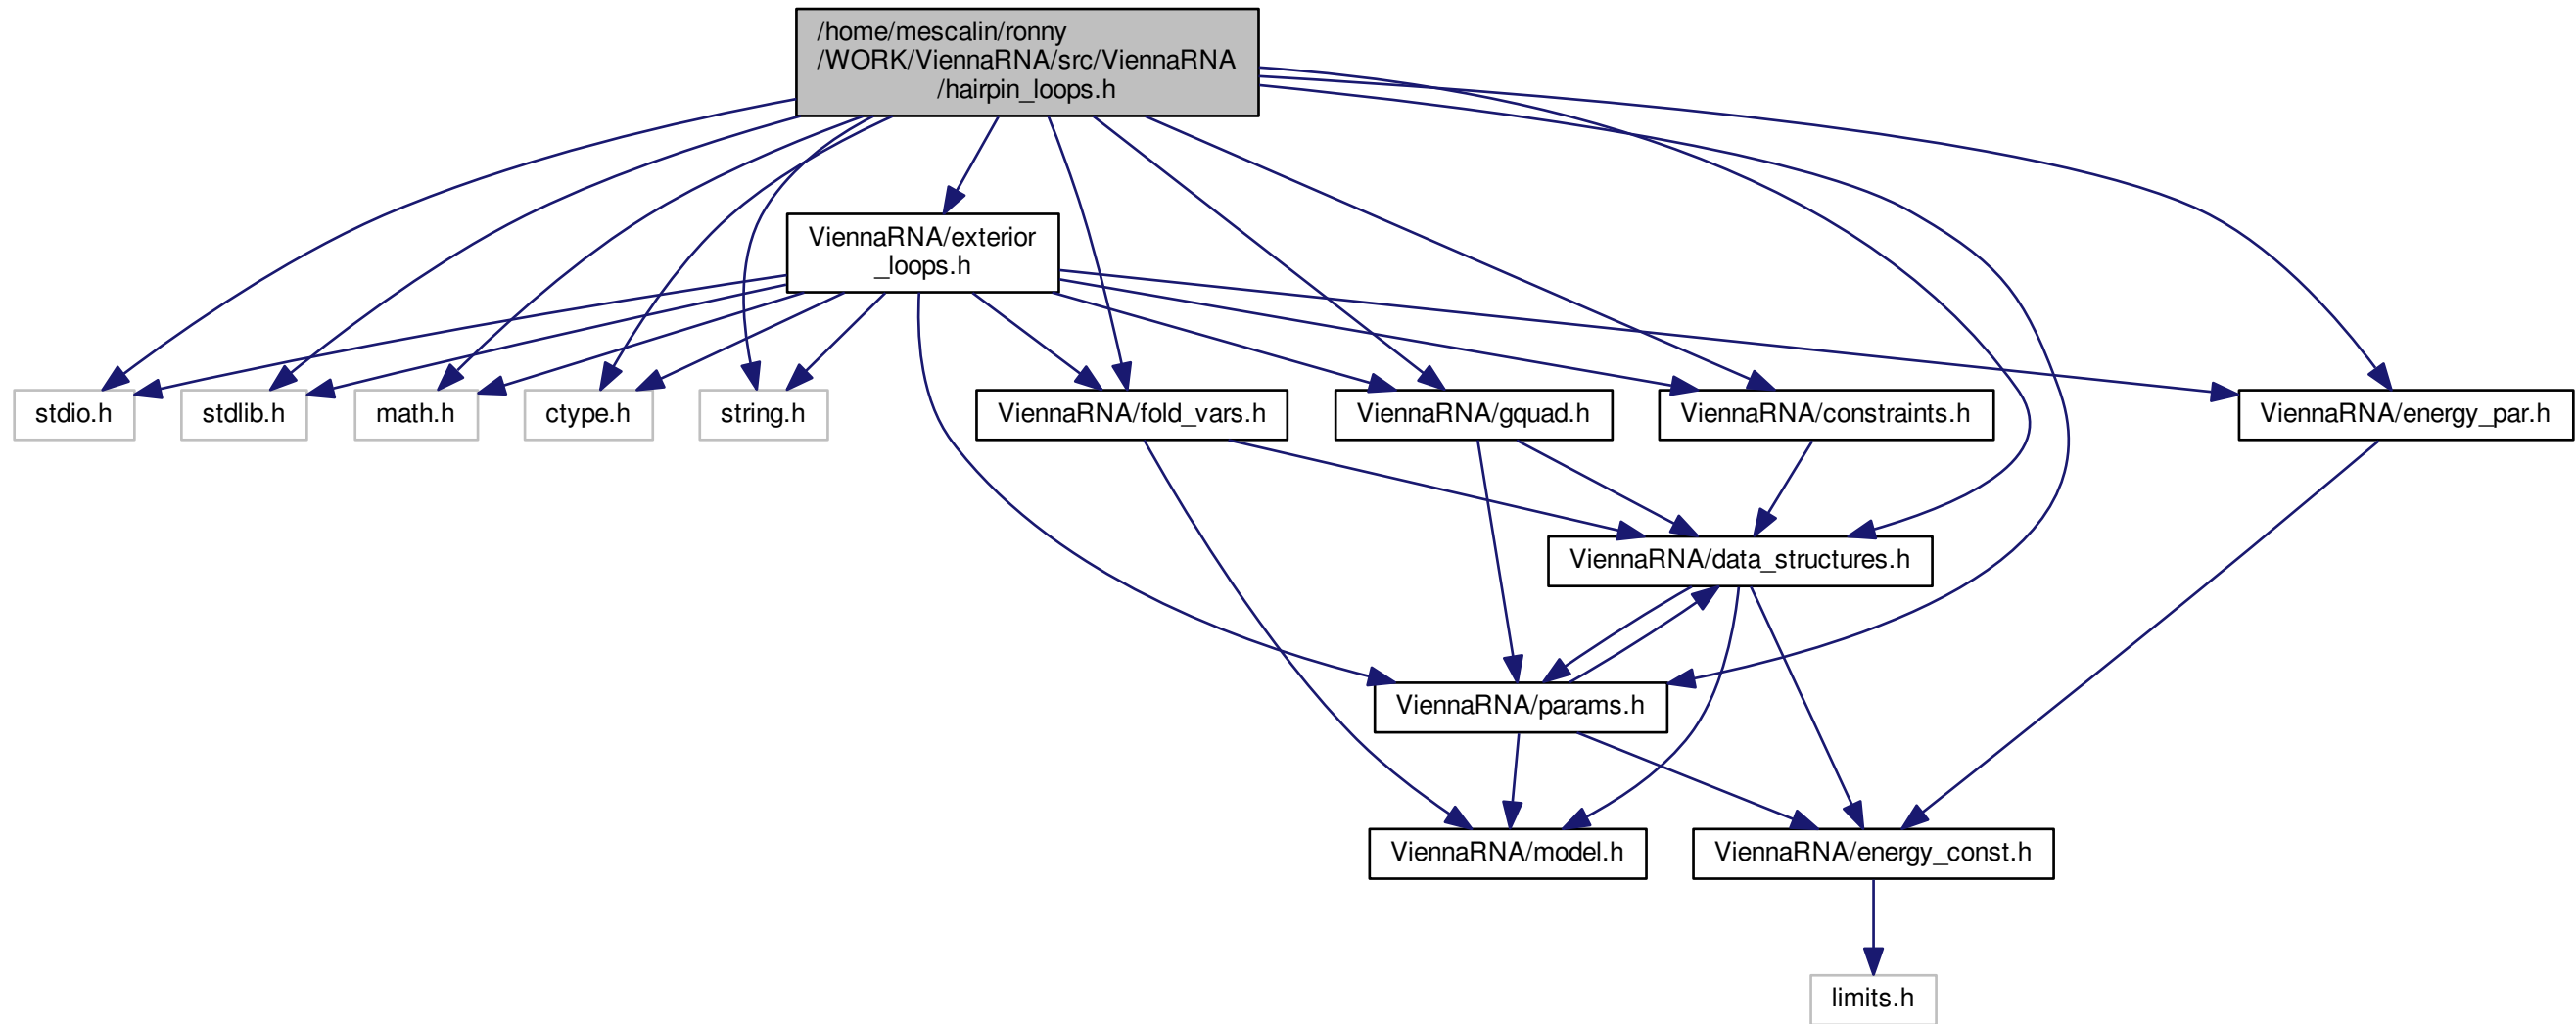 /home/mescalin/ronny
/WORK/ViennaRNA/src/ViennaRNA
/hairpin_loops.h
ViennaRNA/exterior
_loops.h
stdio.h
stdlib.h
math.h
ctype.h
string.h
ViennaRNA/fold_vars.h
ViennaRNA/gquad.h
ViennaRNA/constraints.h
ViennaRNA/energy_par.h
ViennaRNA/data_structures.h
ViennaRNA/params.h
ViennaRNA/model.h
ViennaRNA/energy_const.h
limits.h